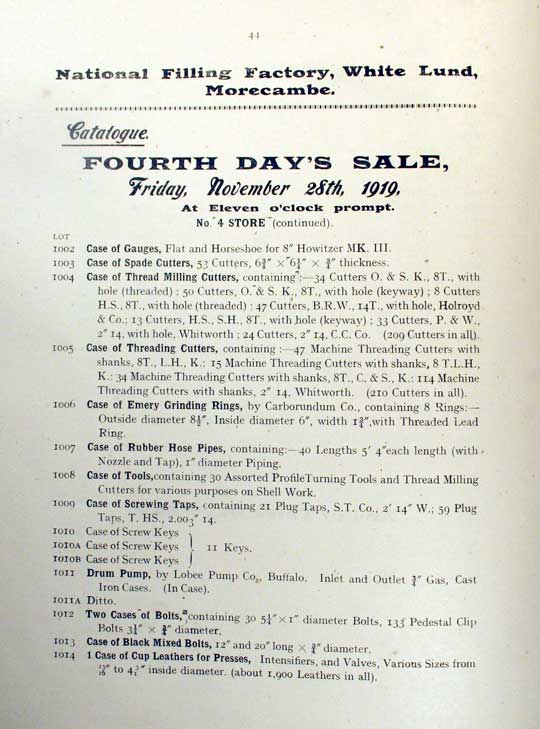 44
National Filling Factory, White Lund,
Morecambe.
Catalogue.
FOURTH DAY'S SALE,
Friday, November 28th, 1919,
At Eleven o'clock prompt.
No. 4 STORE (continued).
LOT
1002 Case of Gauges, Flat and Horseshoe for 8" Howitzer MK. III.
1003 Case of Spade Cutters, 53 Cutters, 6¾" × 6½" × ¾" thickness.
1004 Case of Thread Milling Cutters, containing:—34 Cutters O. & S. K., 8T., with
hole (threaded) ; 50 Cutters, O. & S. K., 8T., with hole (keyway) ; 8 Cutters
H.S., 8T., with hole (threaded) ; 47 Cutters, B.R.W., 14T., with hole, Holroyd
& Co.; 13 Cutters, H.S., S.H., 8T., with hole (keyway) ; 33 Cutters, P. & W.,
2" 14, with hole, Whitworth ; 24 Cutters, 2" 14, C.C. Co. (209 Cutters in all).
1005 Case of Threading Cutters, containing :—47 Machine Threading Cutters with
shanks, 8T., L.H., K.; 15 Machine Threading Cutters with shanks, 8 T.L.H.,
K.: 34 Machine Threading Cutters with shanks, 8T., C. & S., K.: 114 Machine
Threading Cutters with shanks, 2" 14, Whitworth. (210 Cutters in all).
1006 Case of Emery Grinding Rings, by Carborundum Co., containing 8 Rings:—
Outside diameter 8½", Inside diameter 6", width 1¾", with Threaded Lead
Ring.
1007 Case of Rubber Hose Pipes, containing:—40 Lengths 5' 4" each length (with
Nozzle and Tap), 1" diameter Piping.
1008 Case of Tools, containing 30 Assorted Profile Turning Tools and Thread Milling
Cutters for various purposes on Shell Work.
1009 Case of Screwing Taps, containing 21 Plug Taps, S.T. Co., 2' 14" W.; 59 Plug
Taps, T. HS., 2.003" 14.
1010 Case of Screw Keys
1010A Case of Screw Keys } 11 Keys.
1010B Case of Screw Keys
1011 Drum Pump, by Lobee Pump Co., Buffalo. Inlet and Outlet ¾" Gas, Cast
Iron Cases. (In Case).
1011A Ditto.
1012 Two Cases of Bolts, containing 30 5¼" × 1" diameter Bolts, 133 Pedestal Clip
Bolts 3¼" × ¾" diameter.
1013 Case of Black Mixed Bolts, 12" and 20" long × ¾" diameter.
1014 1 Case of Cup Leathers for Presses, Intensifiers, and Valves, Various Sizes from
to inside diameter. (about 1,900 Leathers in all).